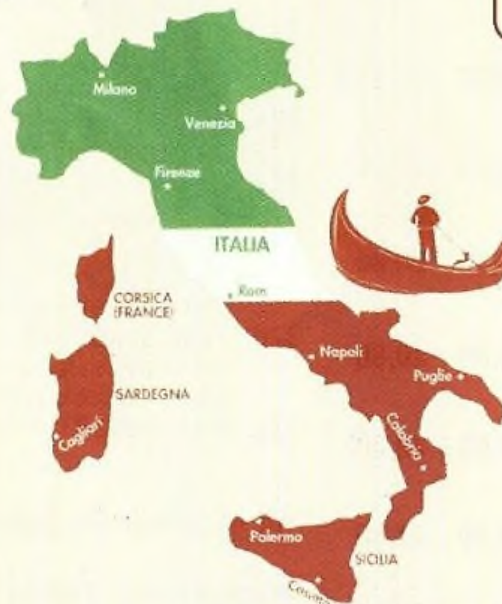 Milano
Venezia
Firenze
ITALIA
Rom
CORSICA
(FRANCE)
Napoli
Puglie
SARDEGNA
Cagliari
Calabria
Palermo
SICILIA